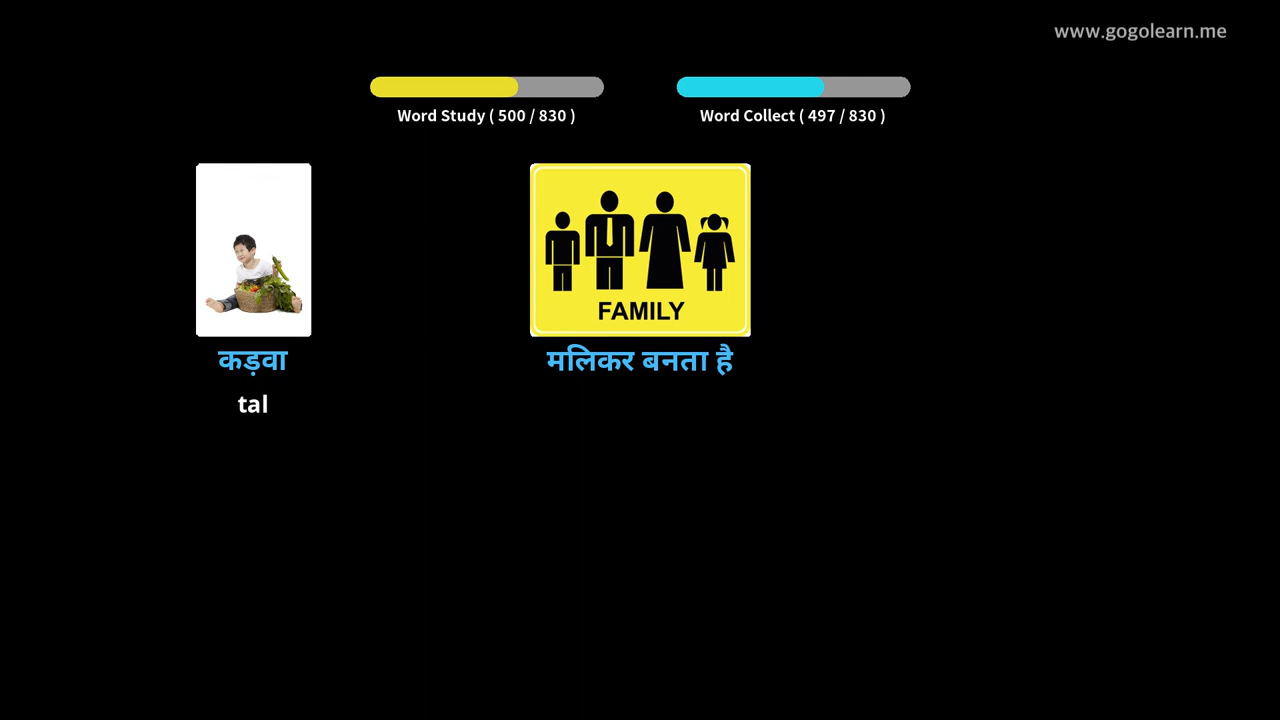 www.gogolearn.me
Word Study ( 500 / 830 )
Word Collect ( 497 / 830 )
FAMILY
कड़वा
मलिकर बनता है
tal